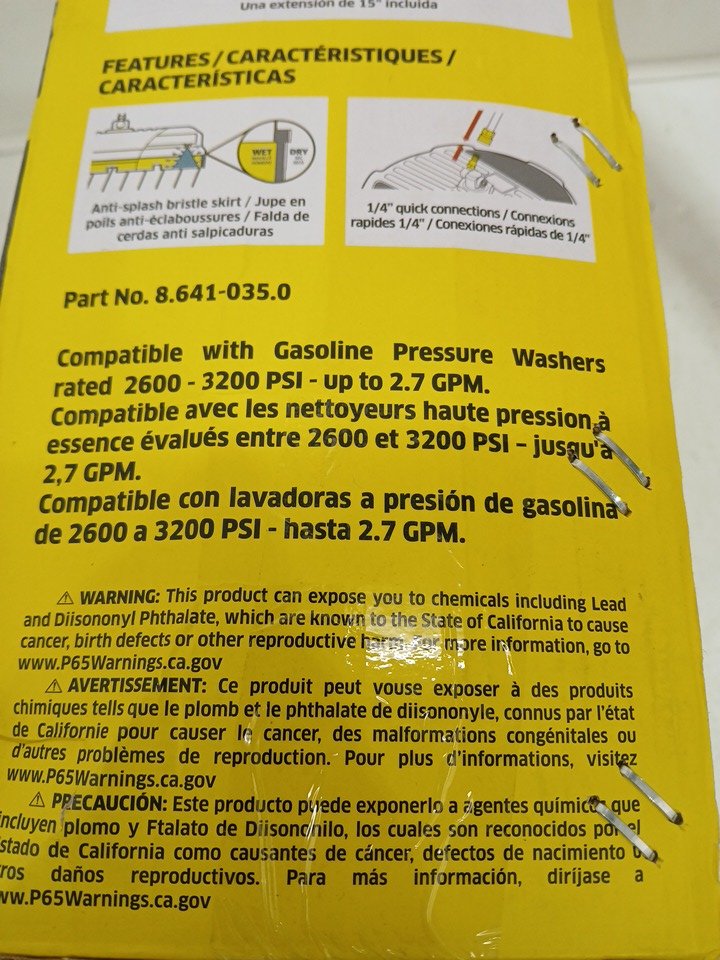 Una extensión de 15" incluida
FEATURES / CARACTÉRISTIQUES /
CARACTERÍSTICAS
WET
DRY
Anti-splash bristle skirt / Jupe en
poils anti-éclaboussures / Falda de
cerdas anti salpicaduras
1/4" quick connections / Connexions
rapides 1/4" / Conexiones rápidas de 1/4"
Part No. 8.641-035.0
Compatible with Gasoline Pressure Washers
rated 2600 - 3200 PSI - up to 2.7 GPM.
Compatible avec les nettoyeurs haute pression à
essence évalués entre 2600 et 3200 PSI – jusqu'à
2,7 GPM.
Compatible con lavadoras a presión de gasolina
de 2600 a 3200 PSI - hasta 2.7 GPM.
⚠ WARNING: This product can expose you to chemicals including Lead
and Diisononyl Phthalate, which are known to the State of California to cause
cancer, birth defects or other reproductive harm. For more information, go to
www.P65Warnings.ca.gov
⚠ AVERTISSEMENT: Ce produit peut vouse exposer à des produits
chimiques tells que le plomb et le phthalate de diisononyle, connus par l'état
de Californie pour causer le cancer, des malformations congénitales ou
d'autres problèmes de reproduction. Pour plus d'informations, visitez
www.P65Warnings.ca.gov
⚠ PRECAUCIÓN: Este producto puede exponerlo a agentes químicos que
incluyen plomo y Ftalato de Diisononilo, los cuales son reconocidos por el
stado de California como causantes de cáncer, defectos de nacimiento u
ros daños reproductivos. Para más información, diríjase a
ww.P65Warnings.ca.gov